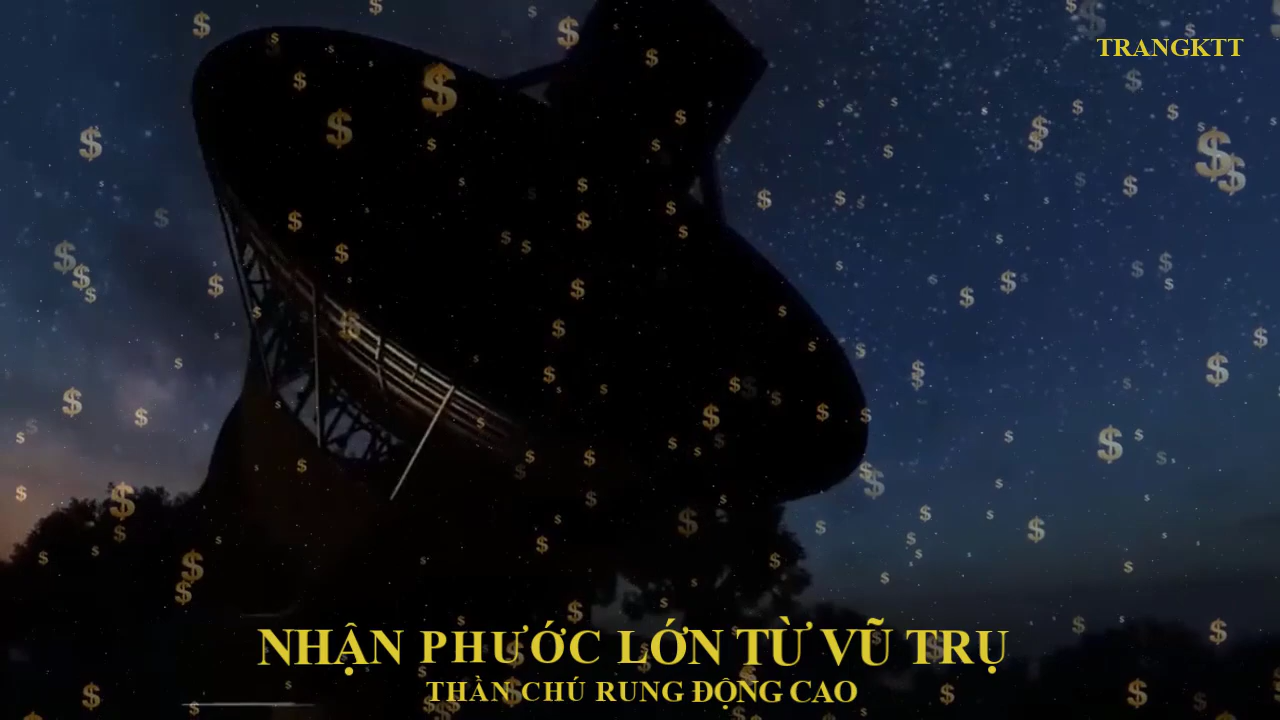 TRANGKTT
NHẬN PHƯỚC LỚN TỪ VŨ TRỤ
THẦN CHÚ RUNG ĐỘNG CAO